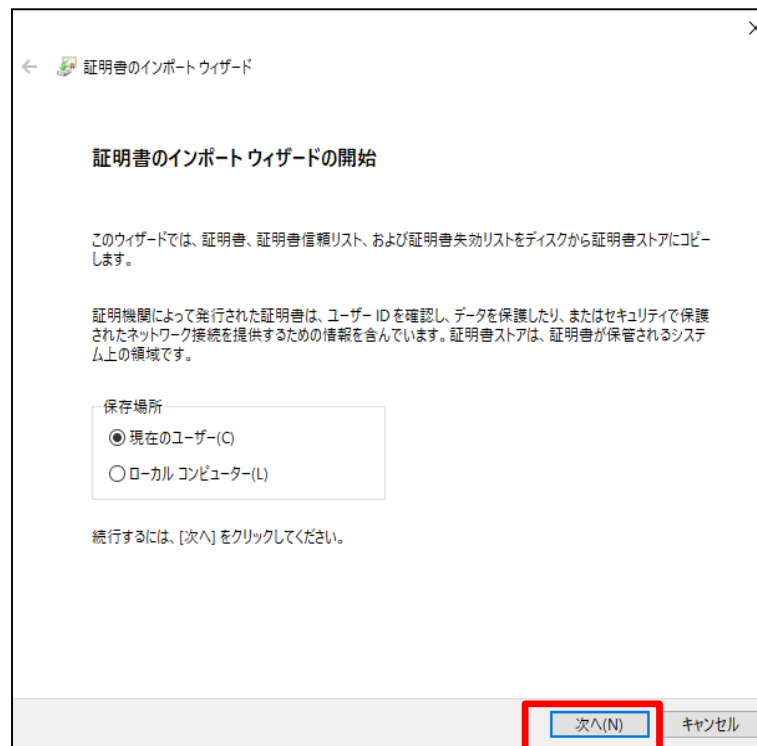 証明書のインポート ウィザード
証明書のインポート ウィザードの開始
このウィザードでは、証明書、証明書信頼リスト、および証明書失効リストをディスクから証明書ストアにコピー
します。
証明機関によって発行された証明書は、ユーザー ID を確認し、データを保護したり、またはセキュリティで保護
されたネットワーク接続を提供するための情報を含んでいます。証明書ストアは、証明書が保管されるシステ
ム上の領域です。
保存場所
現在のユーザー(C)
ローカル コンピューター(L)
続行するには、[次へ] をクリックしてください。
次へ(N)
キャンセル